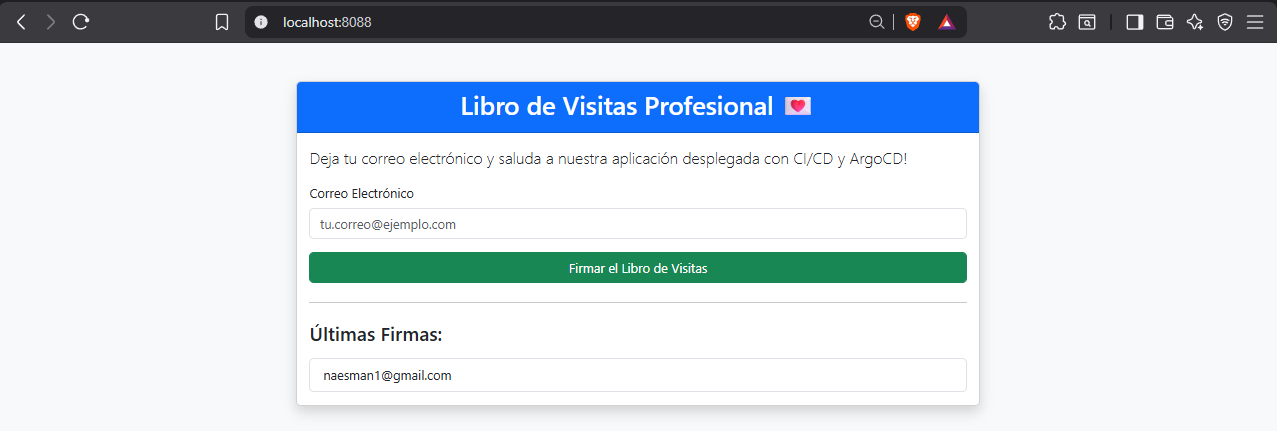 localhost:8088
Libro de Visitas Profesional 💌
Deja tu correo electrónico y saluda a nuestra aplicación desplegada con CI/CD y ArgoCD!
Correo Electrónico
tu.correo@ejemplo.com
Firmar el Libro de Visitas
Últimas Firmas:
naesman1@gmail.com